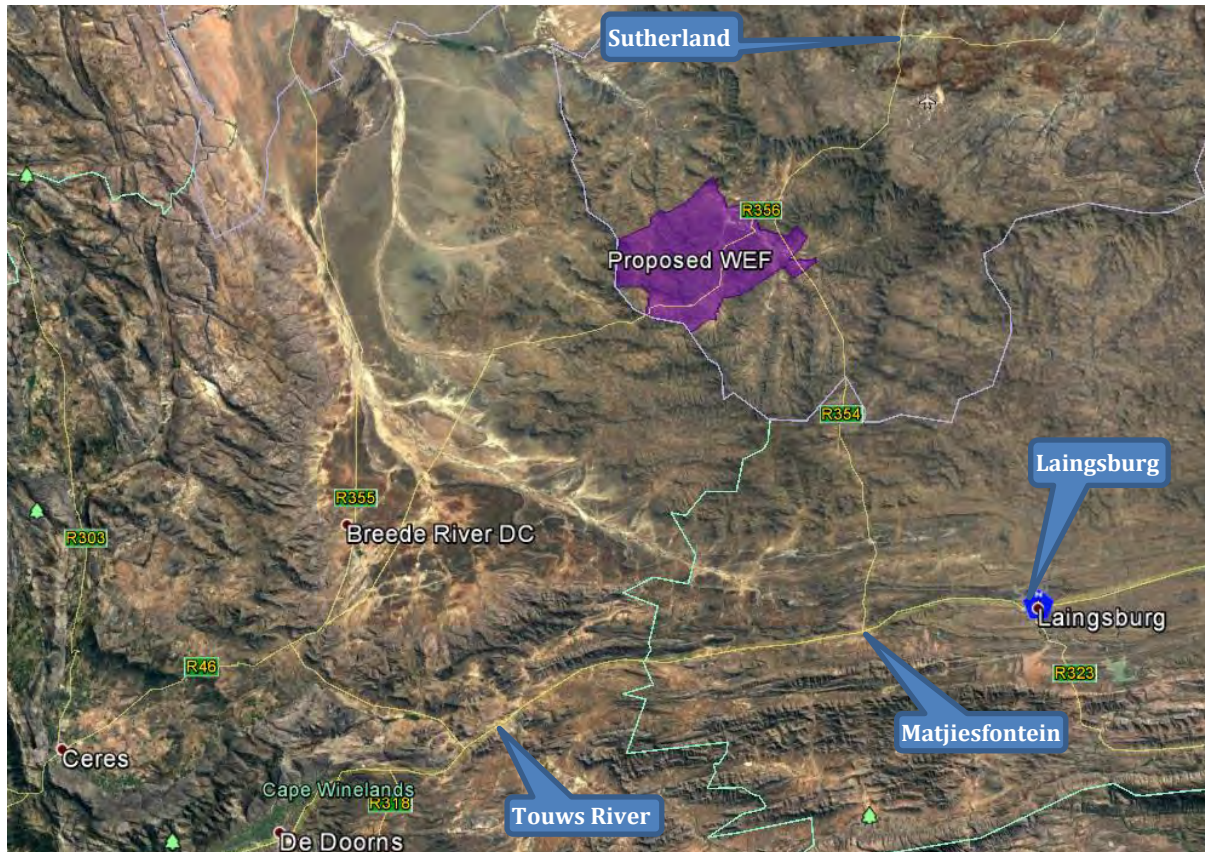 Sutherland
R356
Proposed WEF
R354
Laingsburg
R355
Breede River DC
R303
Laingsburg
R46
R323
Matjiesfontein
Ceres
Cape Winelands
R318
Touws River
De Doorns